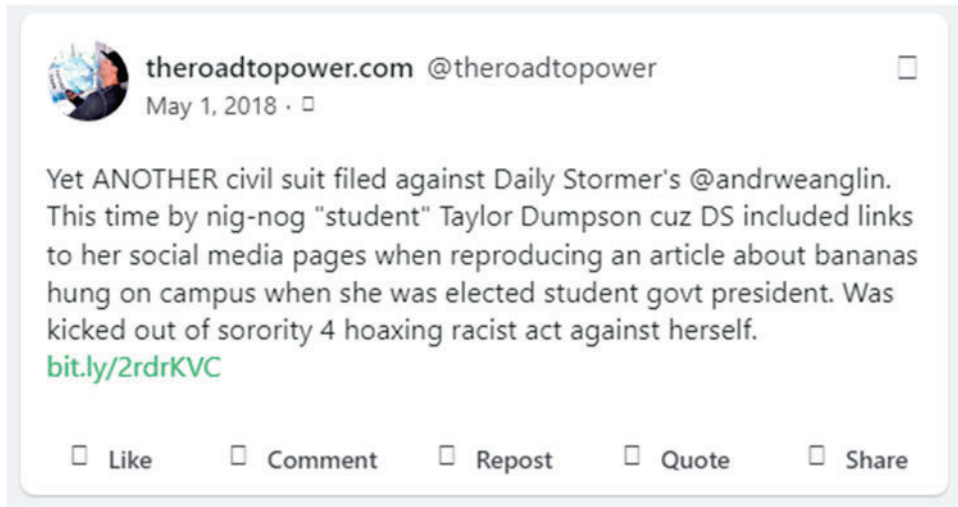 theroadtopower.com @theroadtopower
May 1, 2018 ·
Yet ANOTHER civil suit filed against Daily Stormer's @andrweanglin.
This time by nig-nog "student" Taylor Dumpson cuz DS included links
to her social media pages when reproducing an article about bananas
hung on campus when she was elected student govt president. Was
kicked out of sorority 4 hoaxing racist act against herself.
bit.ly/2rdrKVC
Like Comment Repost Quote Share